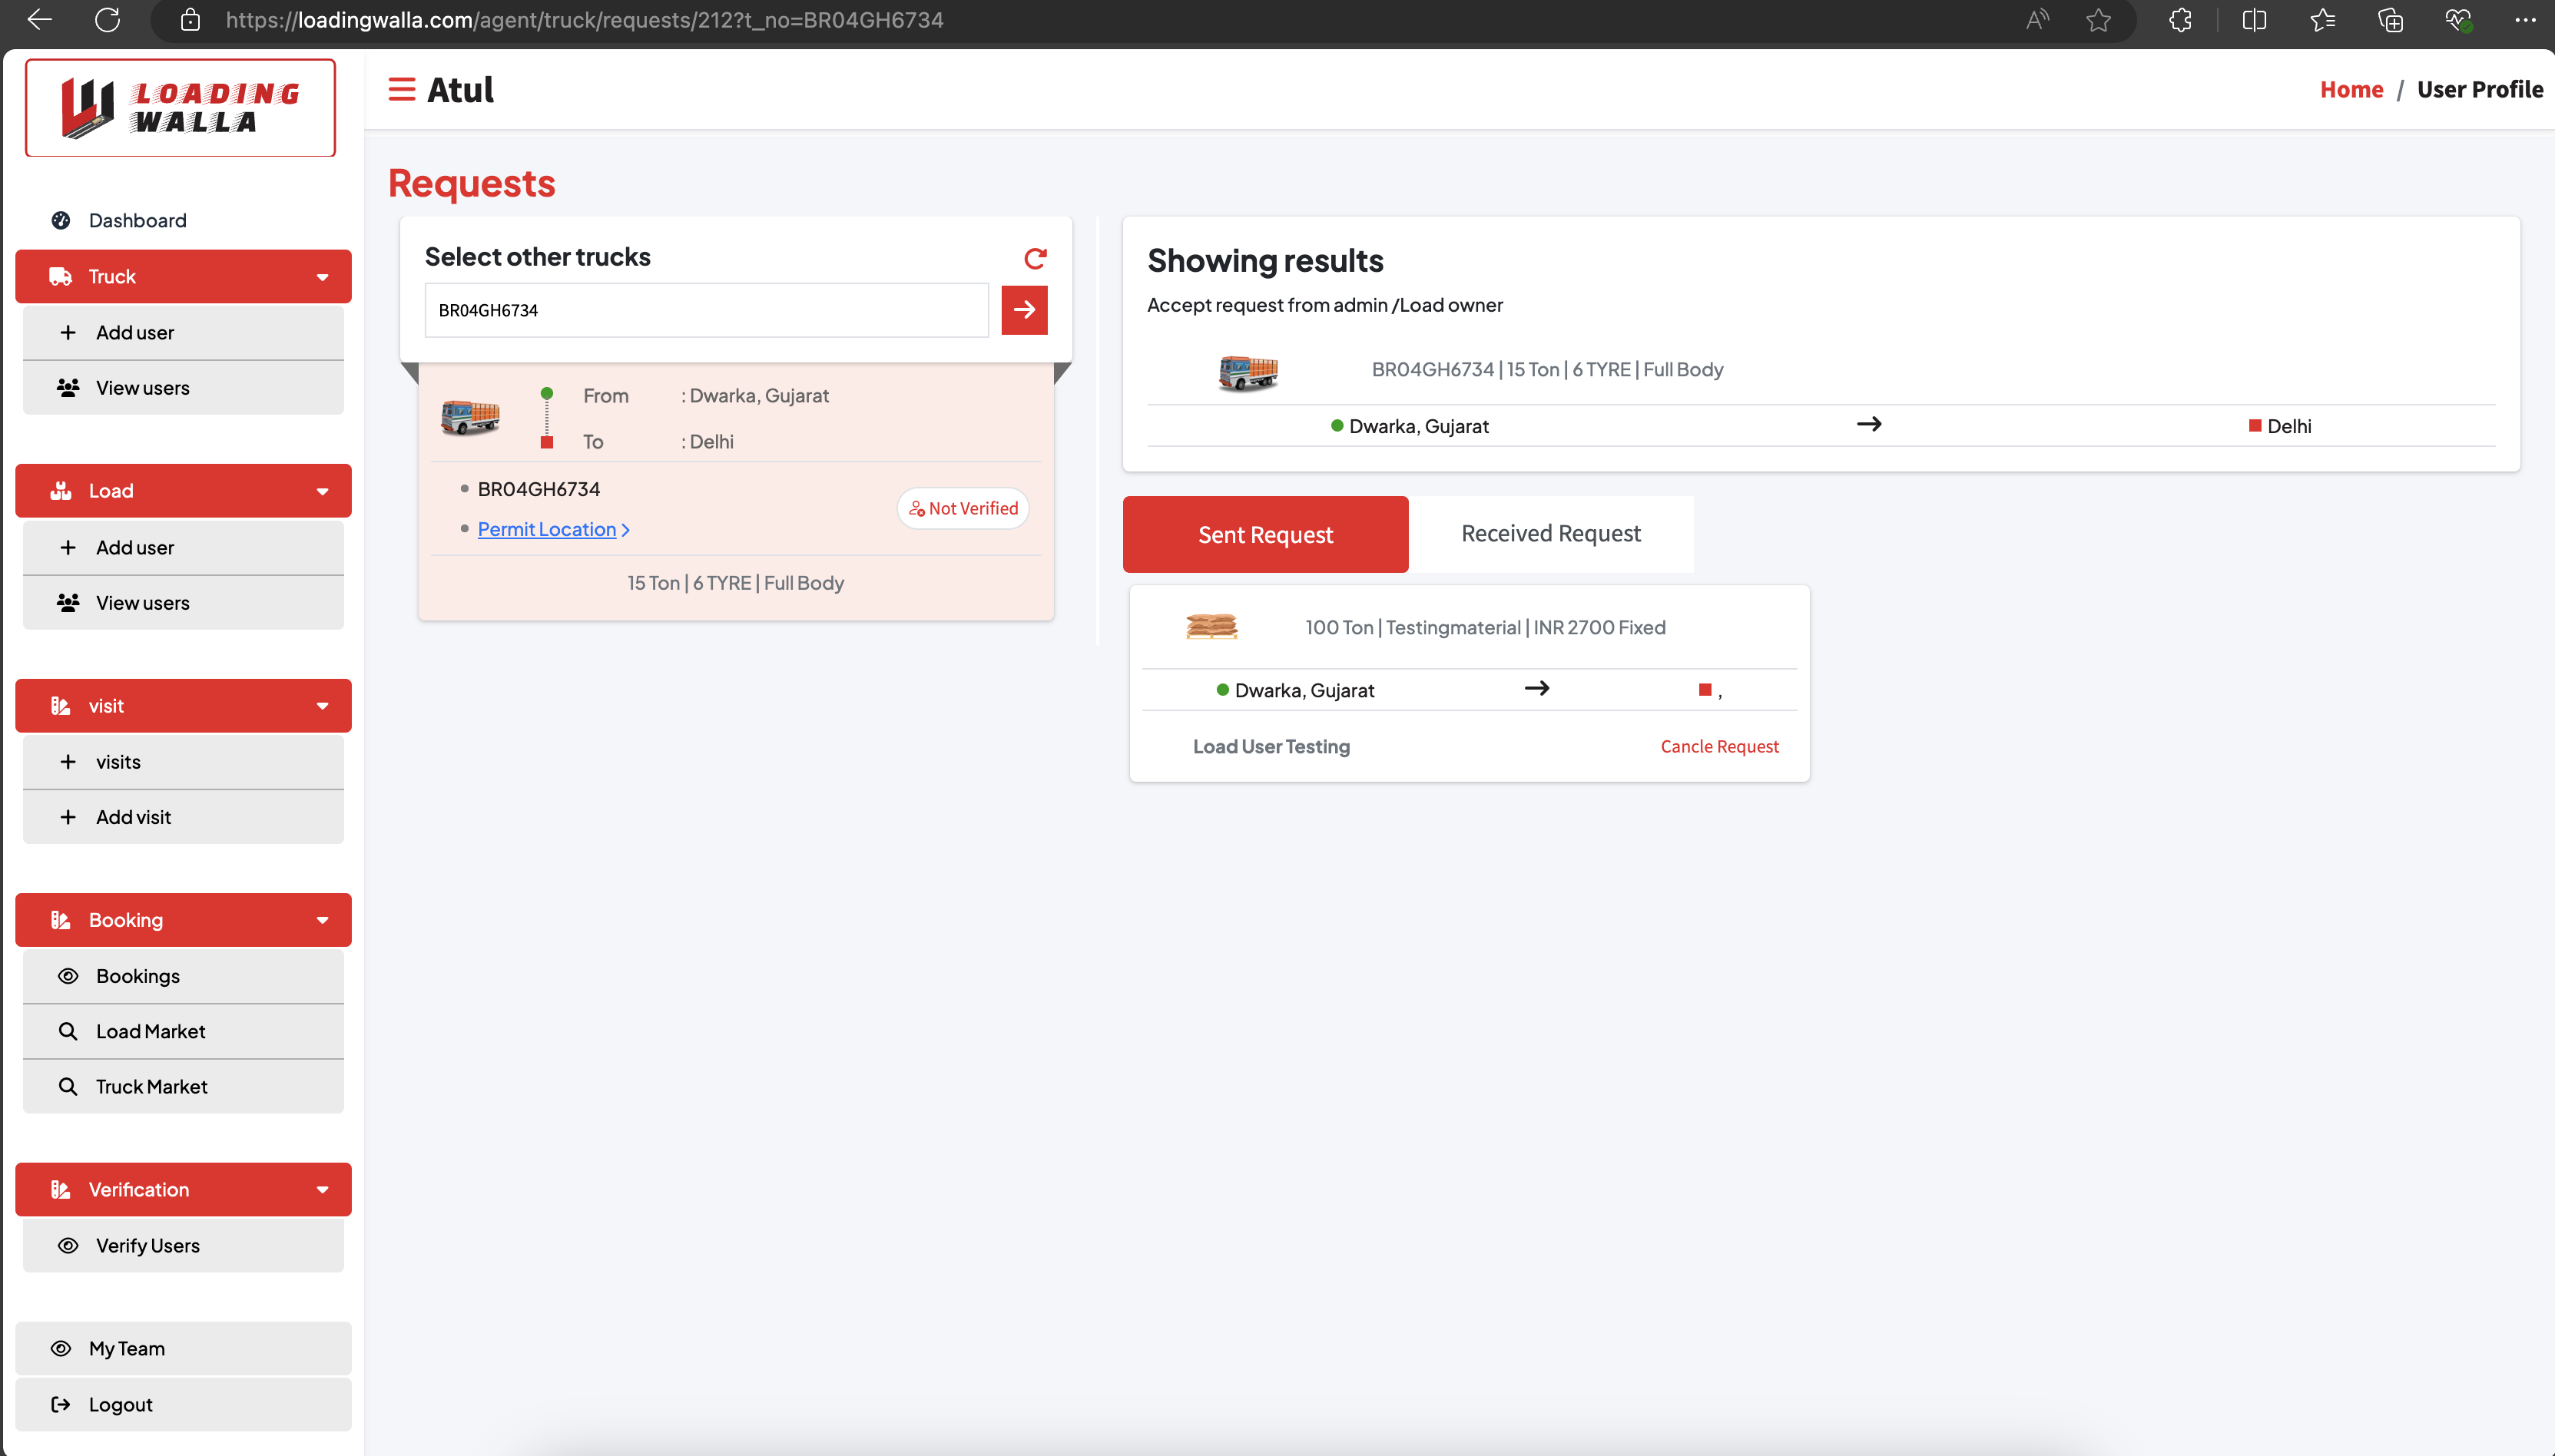 https://loadingwalla.com/agent/truck/requests/212?t_no=BR04GH6734
LOADING
WALLA
Atul
Home / User Profile
Dashboard
Truck
Add user
View users
Load
Add user
View users
visit
visits
Add visit
Booking
Bookings
Load Market
Truck Market
Verification
Verify Users
My Team
Logout
Requests
Select other trucks
BR04GH6734
From : Dwarka, Gujarat
To : Delhi
BR04GH6734
Not Verified
Permit Location
15 Ton | 6 TYRE | Full Body
Showing results
Accept request from admin /Load owner
BR04GH6734 | 15 Ton | 6 TYRE | Full Body
Dwarka, Gujarat → Delhi
Sent Request
Received Request
100 Ton | Testingmaterial | INR 2700 Fixed
Dwarka, Gujarat → ,
Load User Testing
Cancle Request